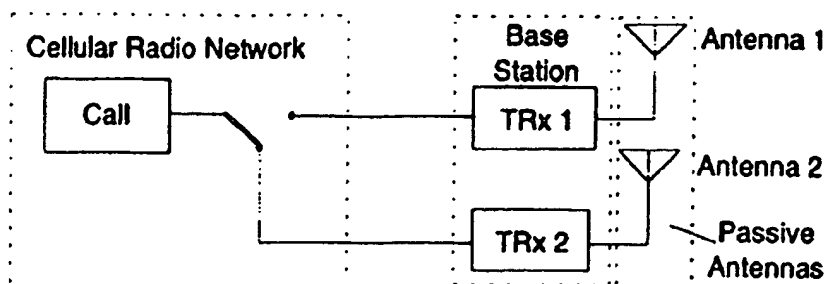 Cellular Radio Network
Call
Base
Station
TRx 1
TRx 2
Antenna 1
Antenna 2
Passive
Antennas